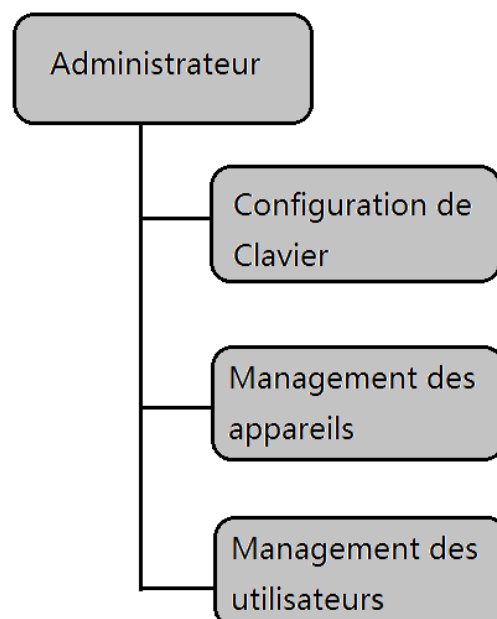 Administrateur
Configuration de
Clavier
Management des
appareils
Management des
utilisateurs